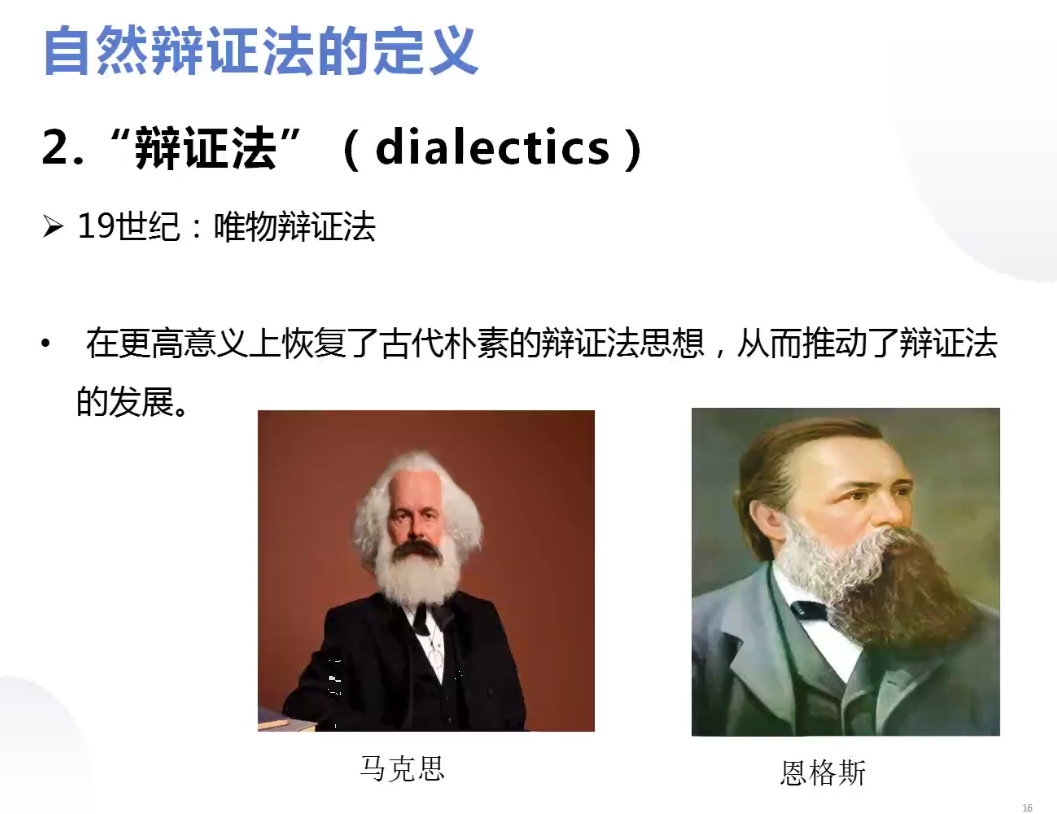 自然辩证法的定义
2.“辩证法”（dialectics）
➢ 19世纪：唯物辩证法
• 在更高意义上恢复了古代朴素的辩证法思想，从而推动了辩证法
的发展。
马克思
恩格斯
16